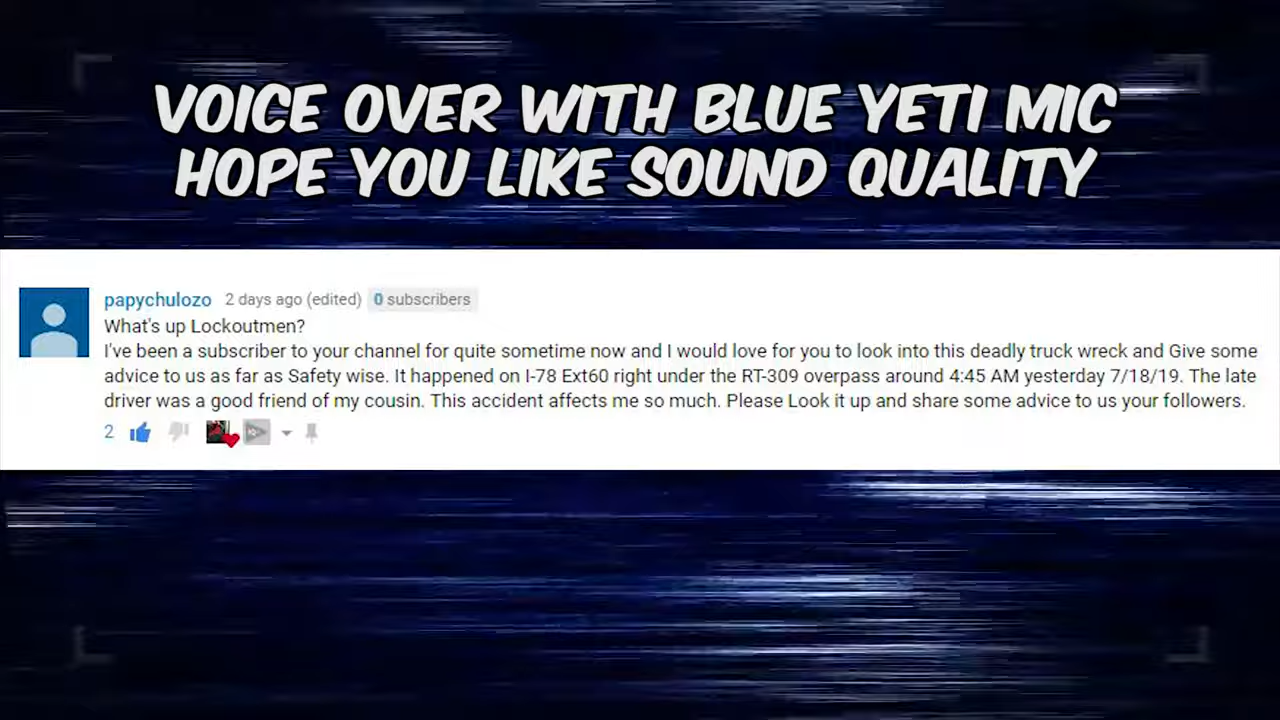 VOICE OVER WITH BLUE YETI MIC
HOPE YOU LIKE SOUND QUALITY
papychulozo 2 days ago (edited) 0 subscribers
What's up Lockoutmen?
I've been a subscriber to your channel for quite sometime now and I would love for you to look into this deadly truck wreck and Give some
advice to us as far as Safety wise. It happened on I-78 Ext60 right under the RT-309 overpass around 4:45 AM yesterday 7/18/19. The late
driver was a good friend of my cousin. This accident affects me so much. Please Look it up and share some advice to us your followers.
2